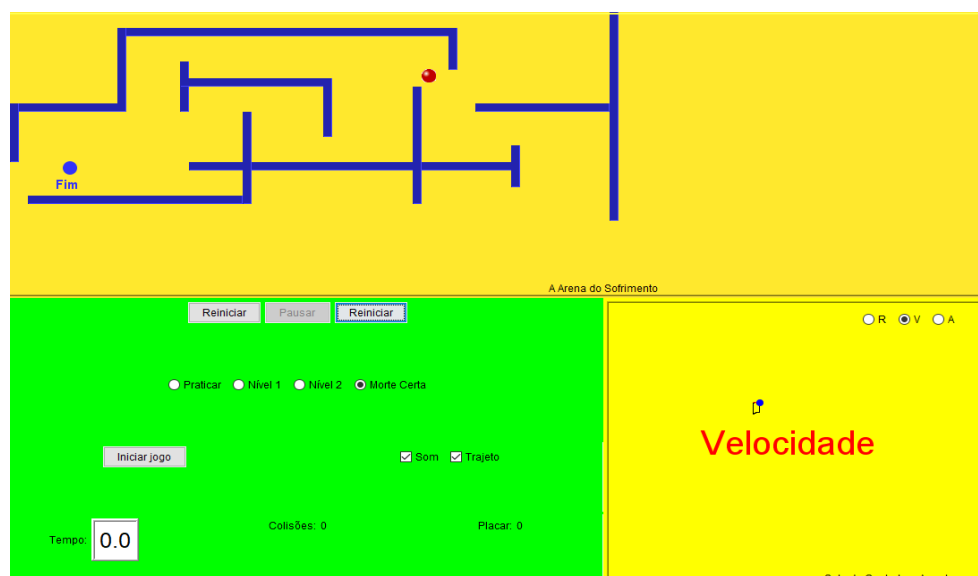 Fim
A Arena do Sofrimento
Reiniciar Pausar Reiniciar
R V A
Praticar Nível 1 Nível 2 Morte Certa
Velocidade
Iniciar jogo Som Trajeto
Colisões: 0 Placar: 0
Tempo: 0.0